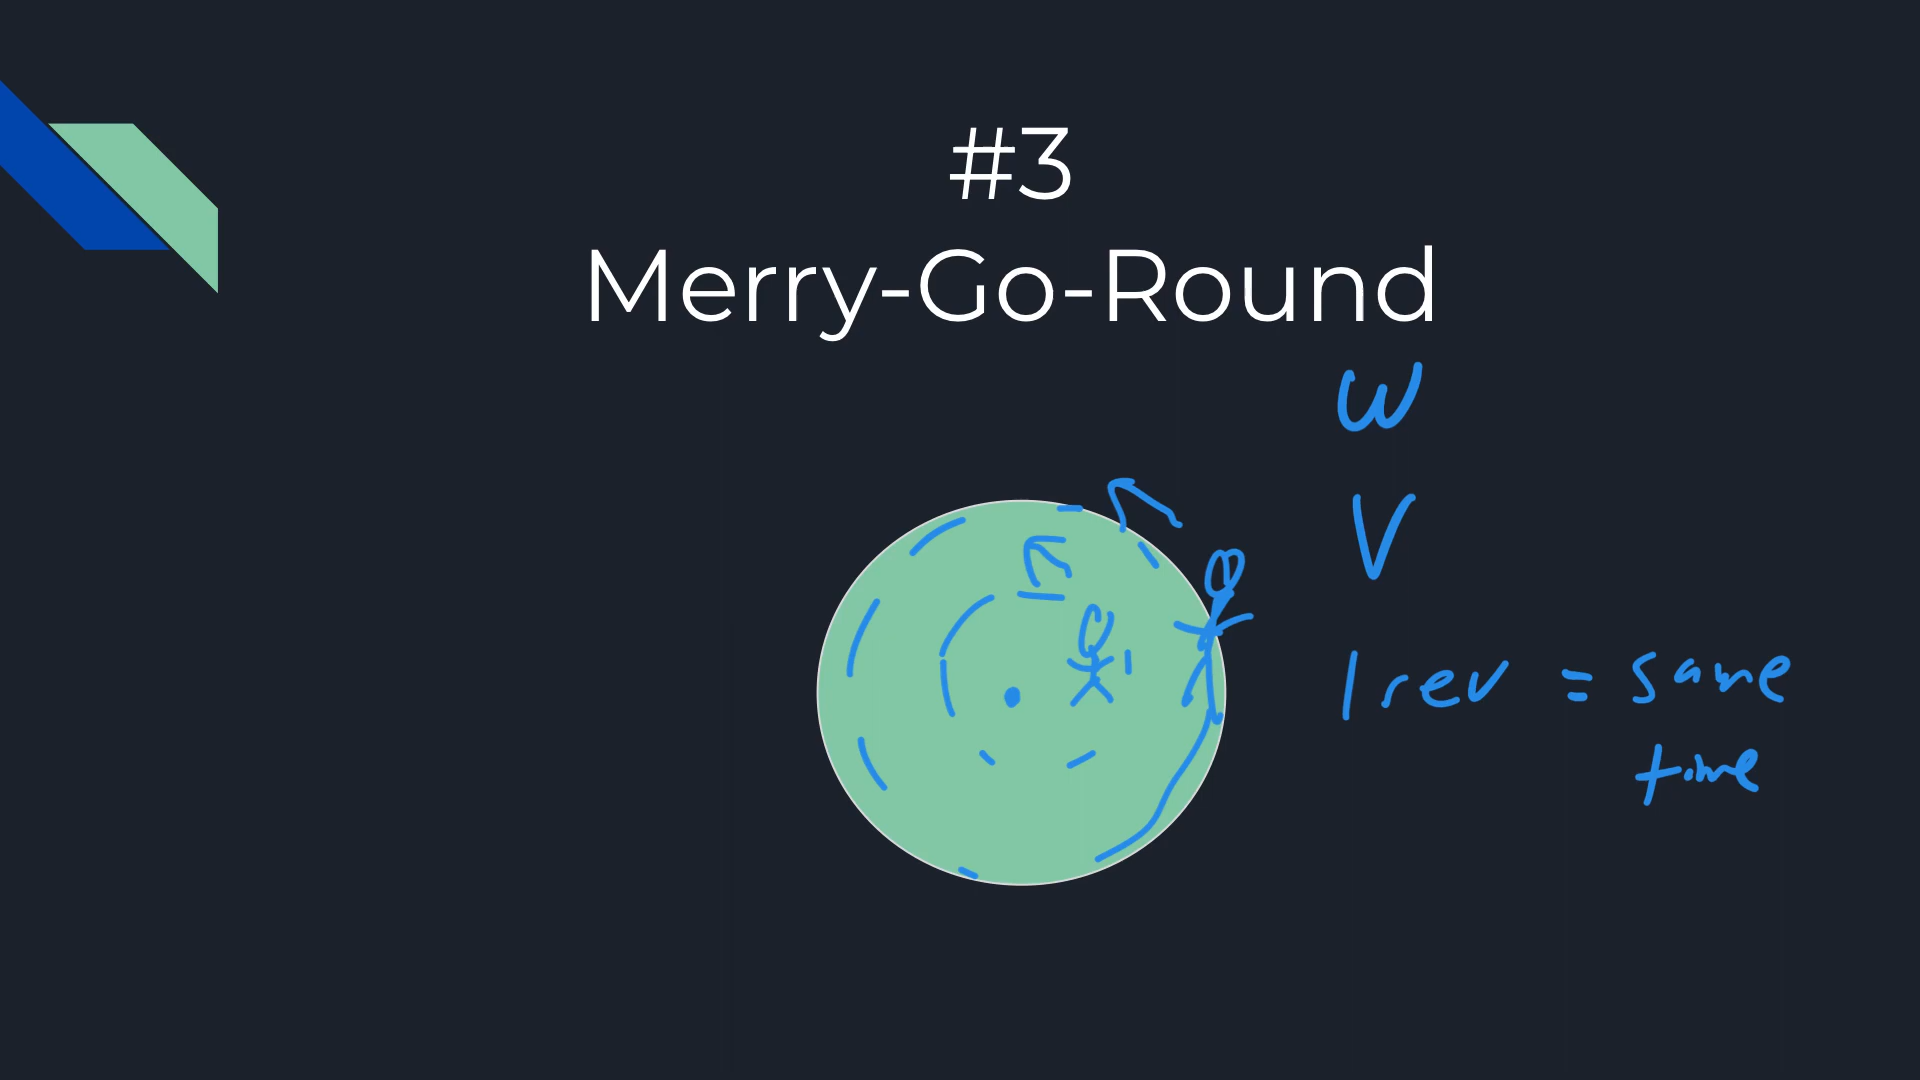 #3
Merry-Go-Round
ω
V
1 rev = same
time